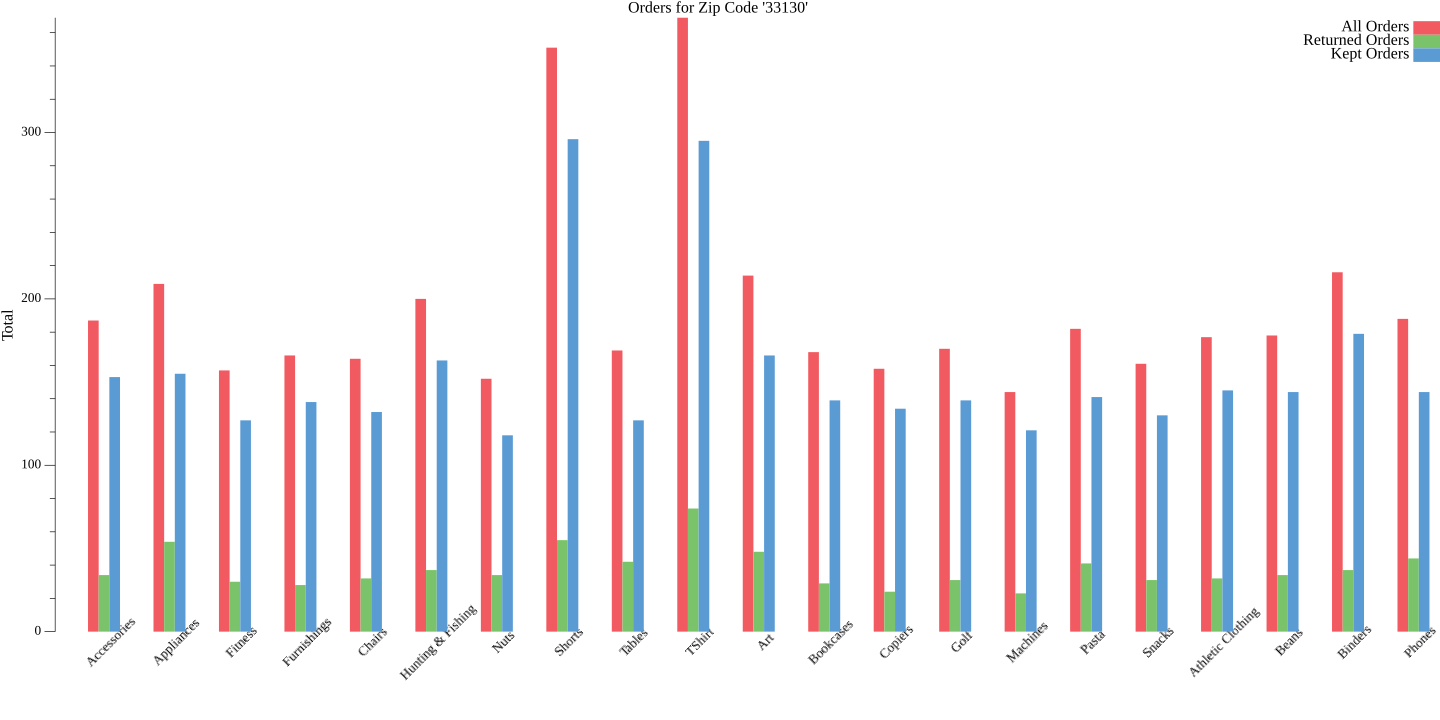 Orders for Zip Code '33130'
All Orders
Returned Orders
Kept Orders
Total
300
200
100
0
Accessories
Appliances
Fitness
Furnishings
Chairs
Hunting & Fishing
Nuts
Shorts
Tables
TShirt
Art
Bookcases
Copiers
Golf
Machines
Pasta
Snacks
Athletic Clothing
Beans
Binders
Phones